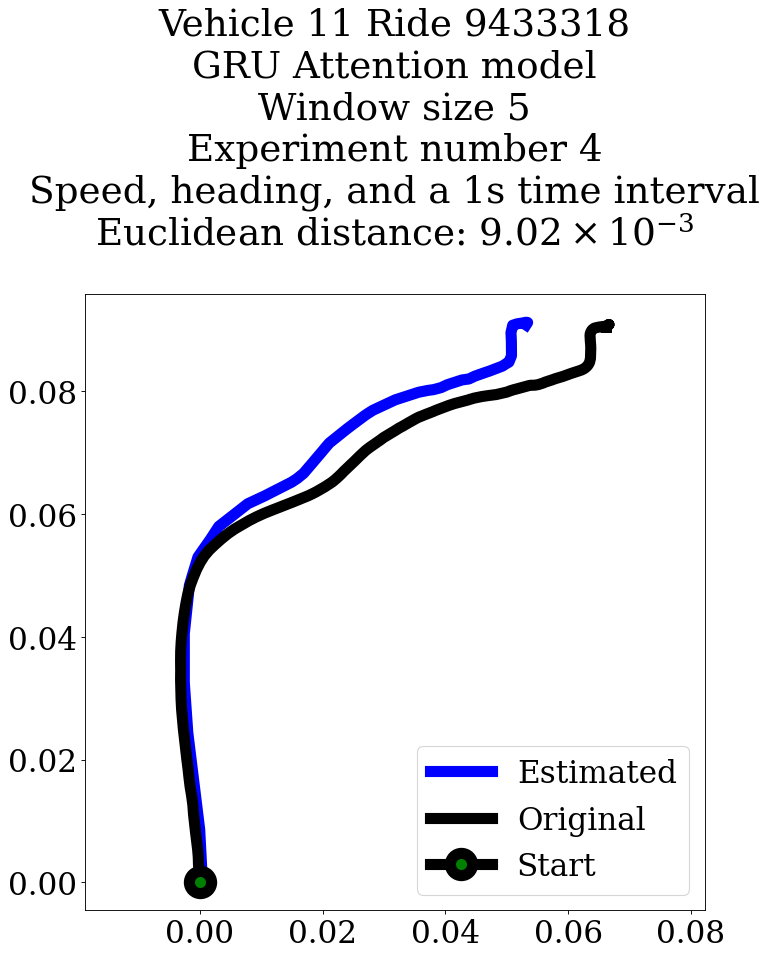 Vehicle 11 Ride 9433318
GRU Attention model
Window size 5
Experiment number 4
Speed, heading, and a 1s time interval
Euclidean distance: 9.02 × 10⁻³
0.08
0.06
0.04
0.02
0.00
Estimated
Original
Start
0.00 0.02 0.04 0.06 0.08